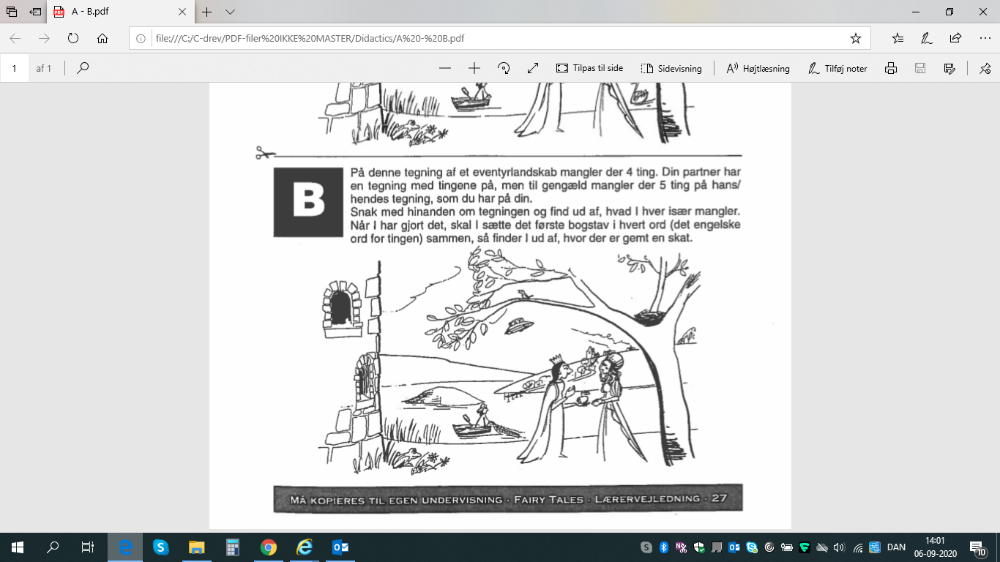 A - B.pdf
file:///C:/C-drev/PDF-filer%20IKKE%20MASTER/Didactics/A%20-%20B.pdf
1 af 1 Tilpas til side Sidevisning Højtlæsning Tilføj noter
B
På denne tegning af et eventyrlandskab mangler der 4 ting. Din partner har
en tegning med tingene på, men til gengæld mangler der 5 ting på hans/
hendes tegning, som du har på din.
Snak med hinanden om tegningen og find ud af, hvad I hver især mangler.
Når I har gjort det, skal I sætte det første bogstav i hvert ord (det engelske
ord for tingen) sammen, så finder I ud af, hvor der er gemt en skat.
MÅ KOPIERES TIL EGEN UNDERVISNING · FAIRY TALES · LÆRERVEJLEDNING · 27
DAN
14:01
06-09-2020
10